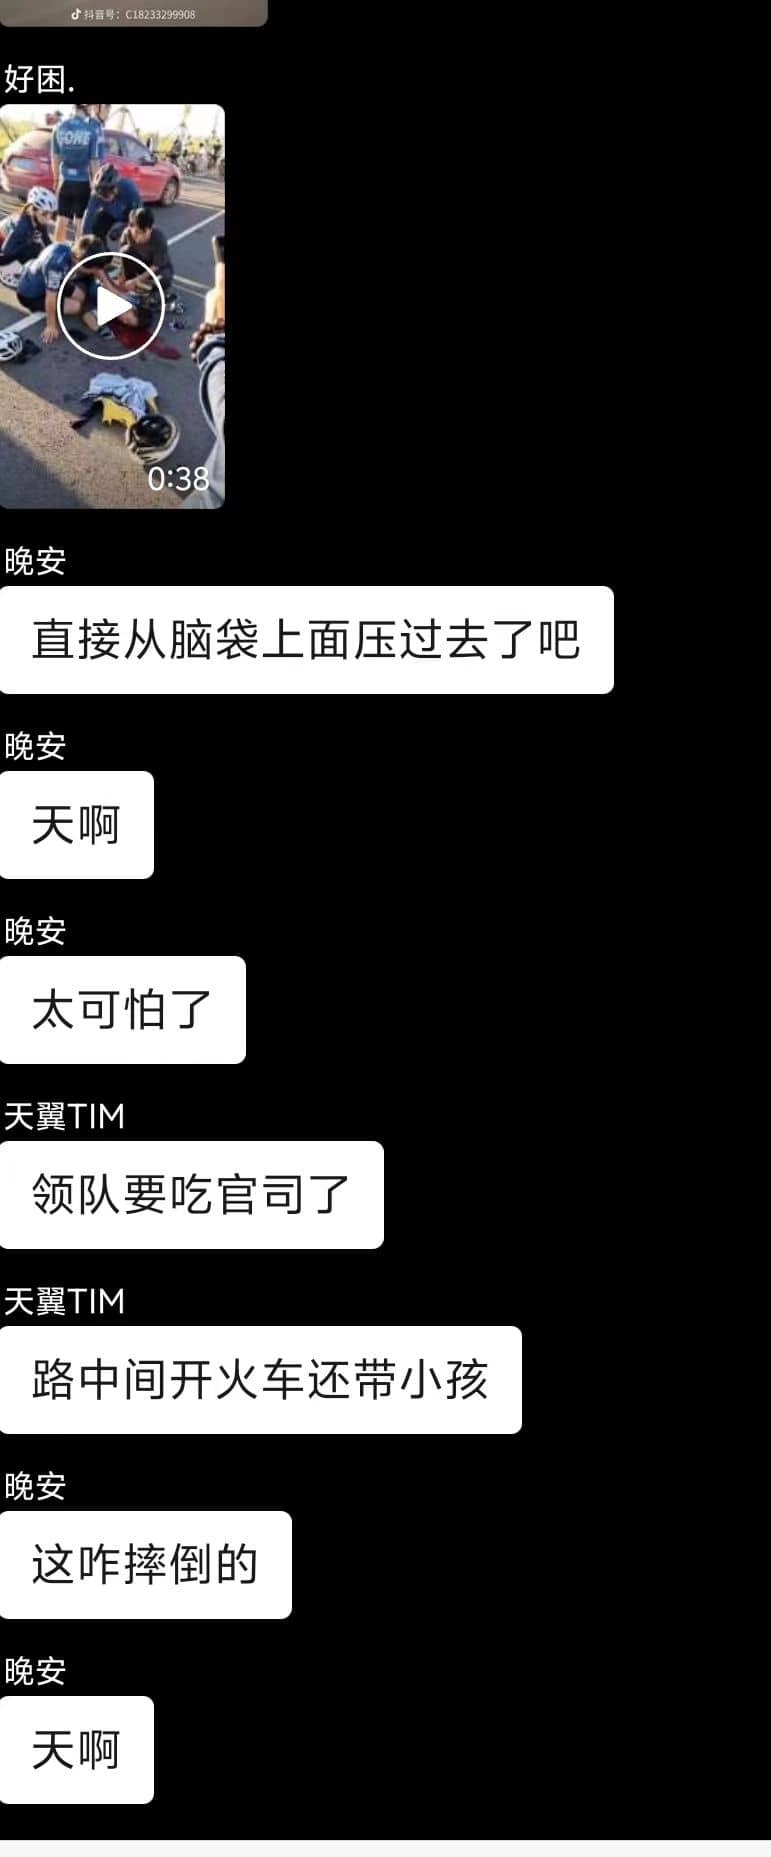 抖音号：C18233299908
好困.
GONE
0:38
晚安
直接从脑袋上面压过去了吧
晚安
天啊
晚安
太可怕了
天翼TIM
领队要吃官司了
天翼TIM
路中间开火车还带小孩
晚安
这咋摔倒的
晚安
天啊